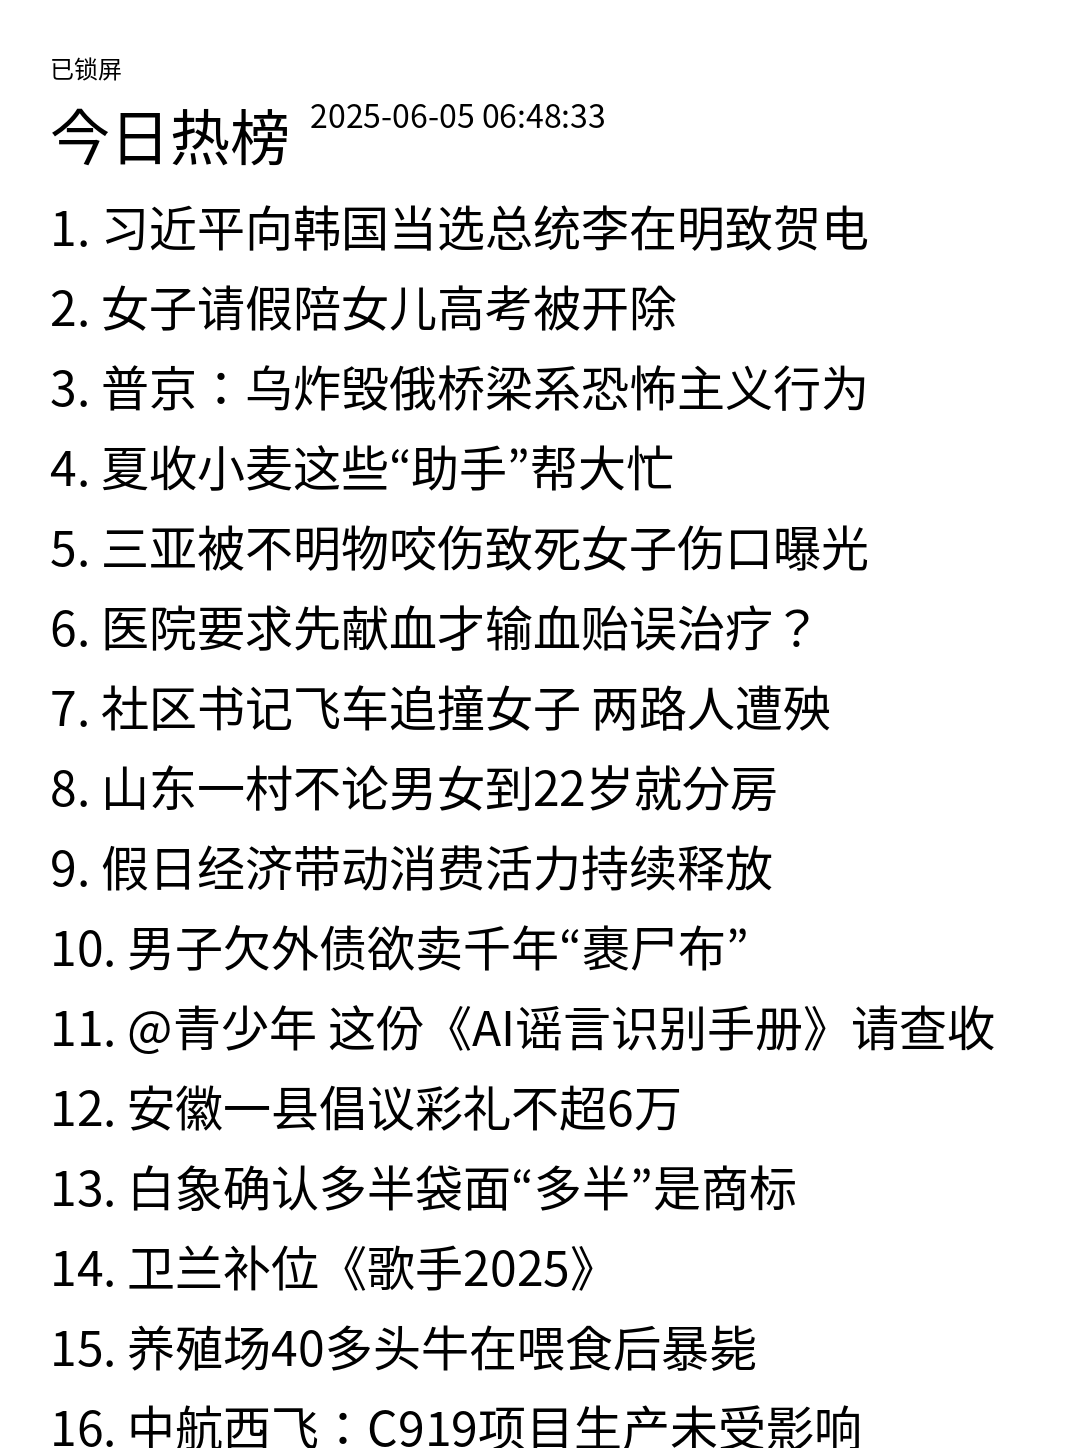 已锁屏
今日热榜 2025-06-05 06:48:33
1. 习近平向韩国当选总统李在明致贺电
2. 女子请假陪女儿高考被开除
3. 普京：乌炸毁俄桥梁系恐怖主义行为
4. 夏收小麦这些“助手”帮大忙
5. 三亚被不明物咬伤致死女子伤口曝光
6. 医院要求先献血才输血贻误治疗？
7. 社区书记飞车追撞女子 两路人遭殃
8. 山东一村不论男女到22岁就分房
9. 假日经济带动消费活力持续释放
10. 男子欠外债欲卖千年“裹尸布”
11. @青少年 这份《AI谣言识别手册》请查收
12. 安徽一县倡议彩礼不超6万
13. 白象确认多半袋面“多半”是商标
14. 卫兰补位《歌手2025》
15. 养殖场40多头牛在喂食后暴毙
16. 中航西飞：C919项目生产未受影响